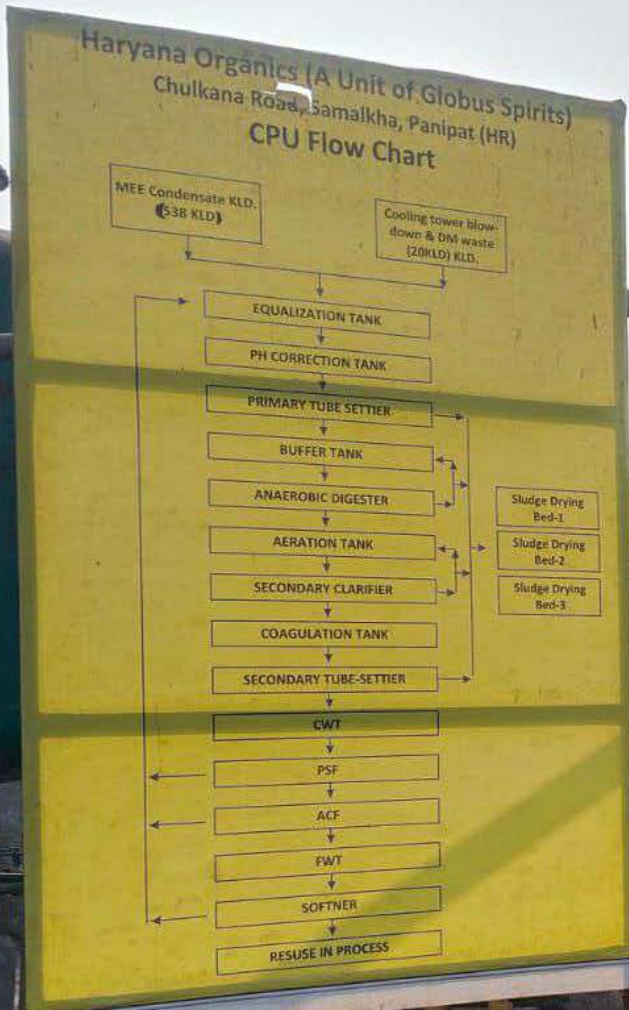 Haryana Organics (A Unit of Globus Spirits)
Chulkana Road, Samalkha, Panipat (HR)
CPU Flow Chart
MEE Condensate KLD.
(538 KLD)
Cooling tower blow-
down & DM waste
(20KLD) KLD.
EQUALIZATION TANK
PH CORRECTION TANK
PRIMARY TUBE SETTIER
BUFFER TANK
ANAEROBIC DIGESTER
Sludge Drying
Bed-1
AERATION TANK
Sludge Drying
Bed-2
SECONDARY CLARIFIER
Sludge Drying
Bed-3
COAGULATION TANK
SECONDARY TUBE-SETTIER
CWT
PSF
ACF
FWT
SOFTNER
RESUSE IN PROCESS